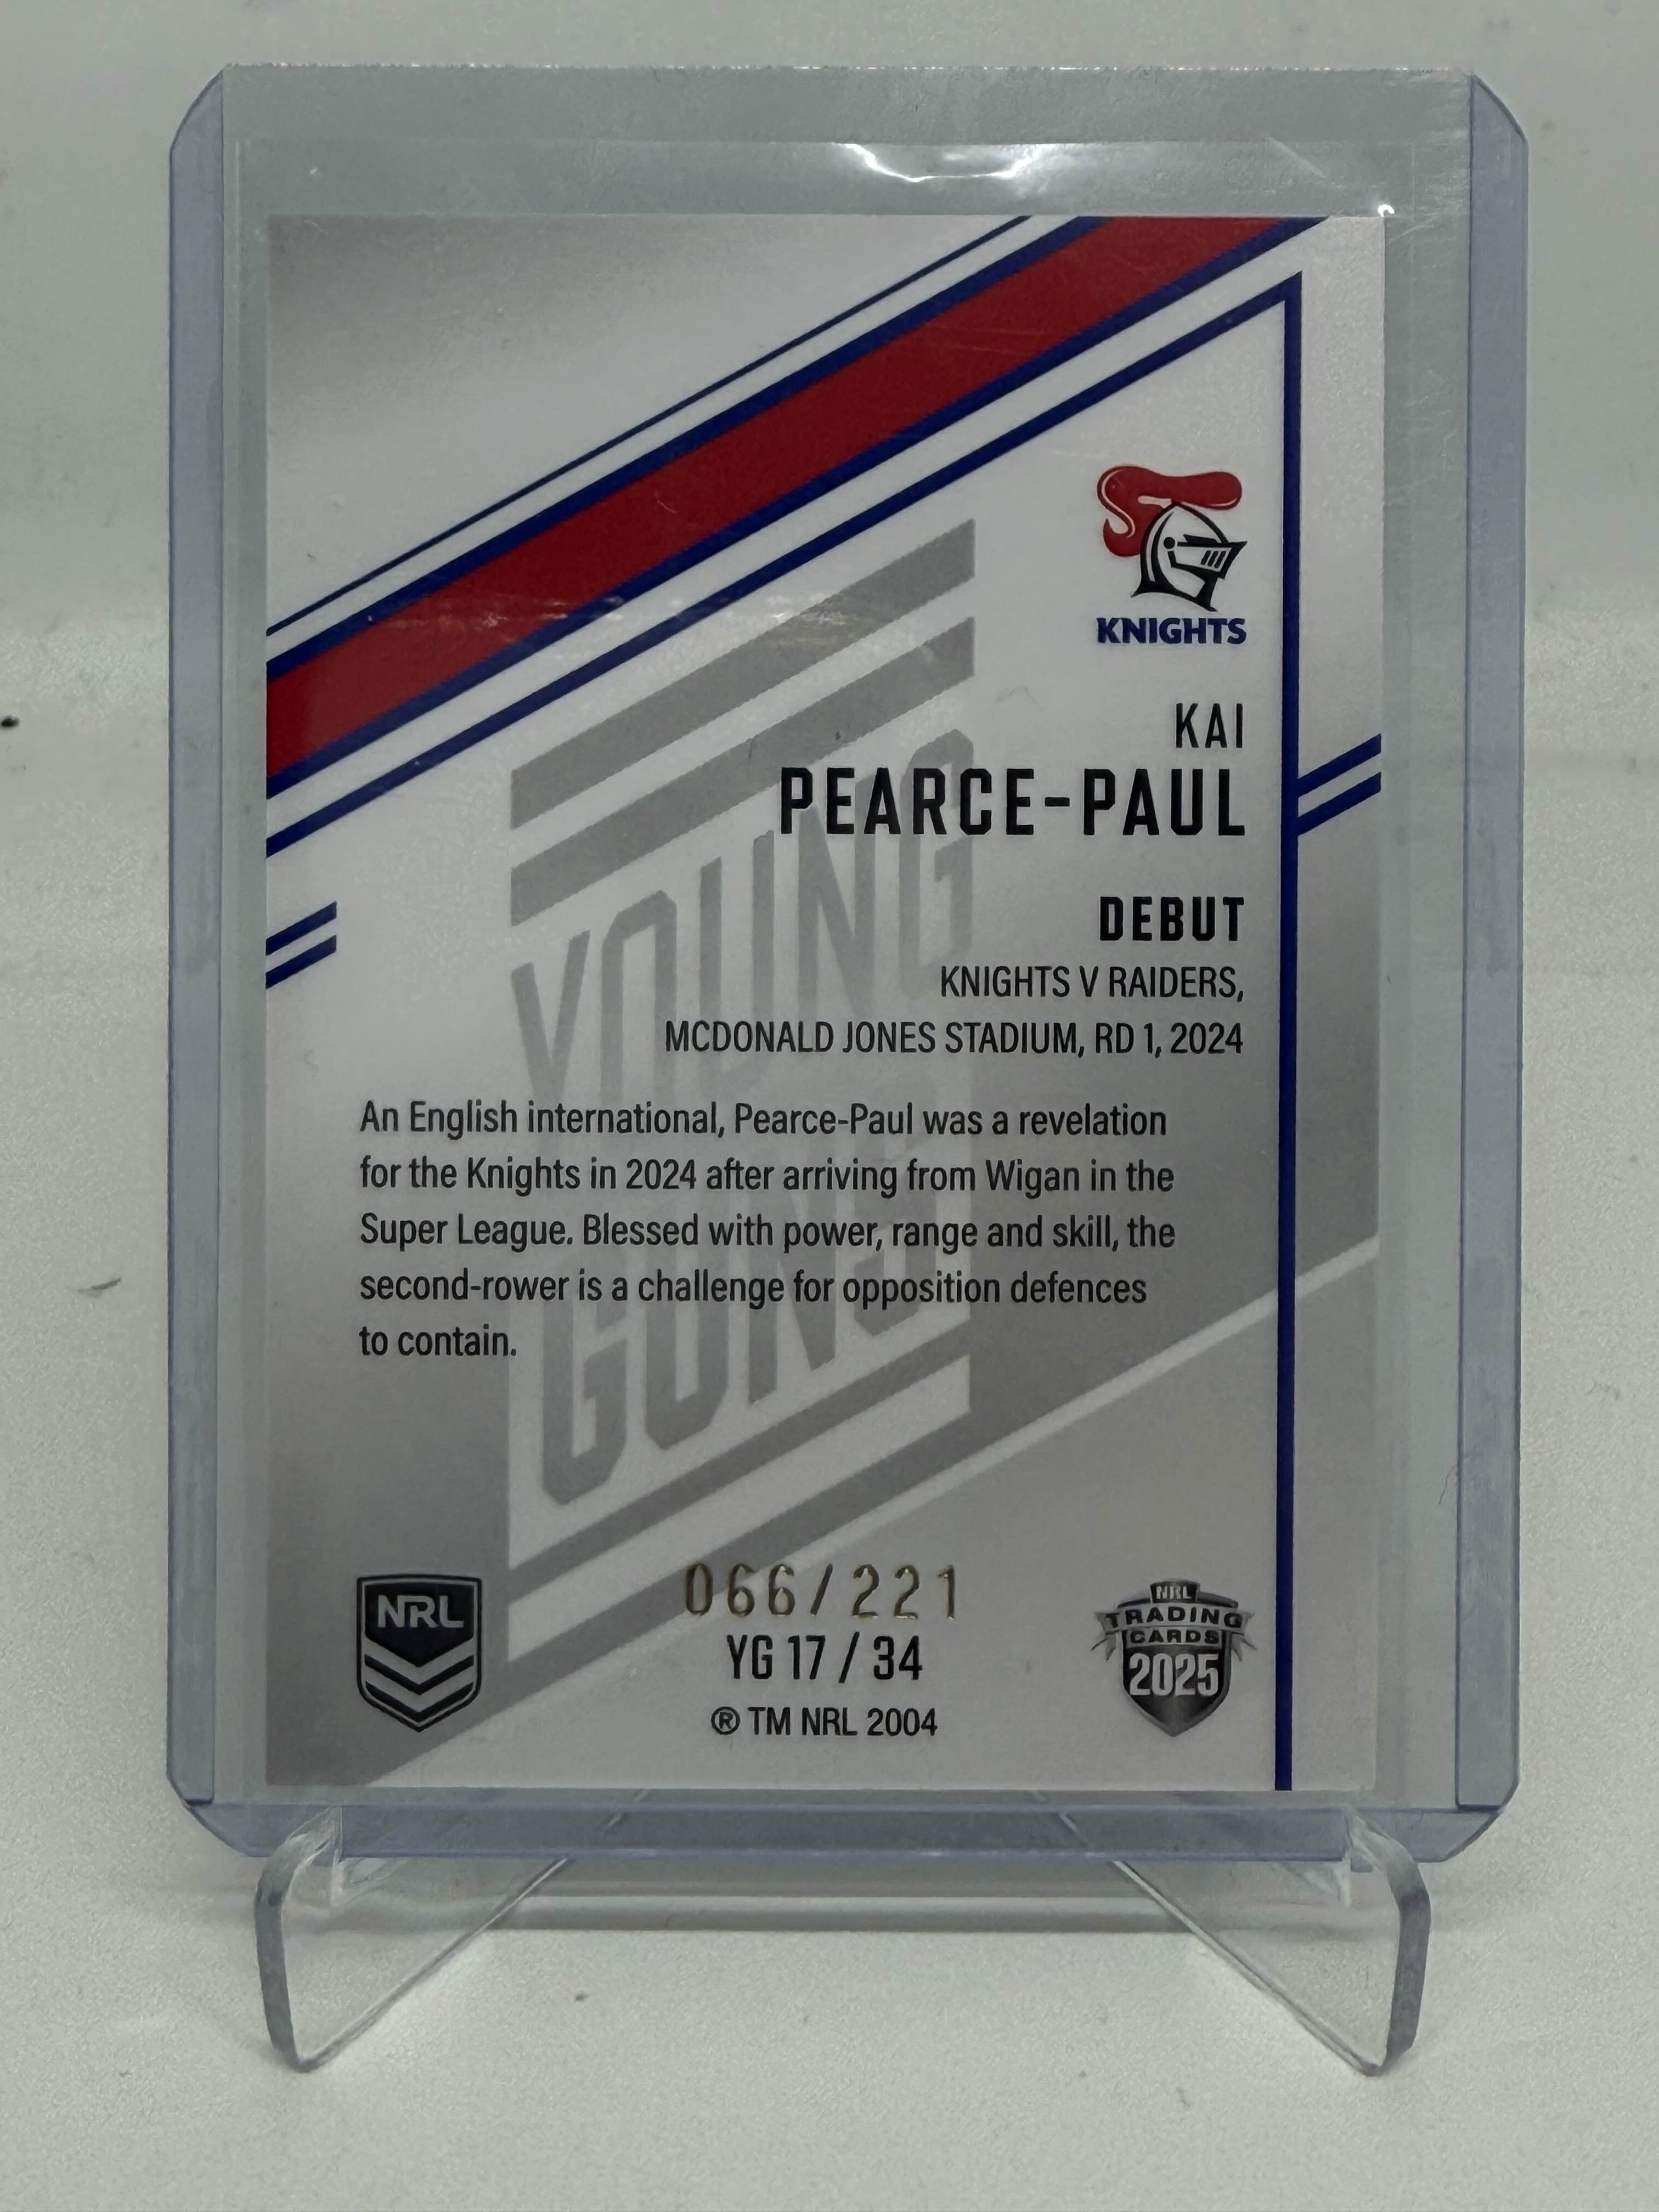 KNIGHTS
KAI
PEARCE-PAUL
DEBUT
KNIGHTS V RAIDERS,
MCDONALD JONES STADIUM, RD 1, 2024
YOUNG
GUNS
An English international, Pearce-Paul was a revelation
for the Knights in 2024 after arriving from Wigan in the
Super League. Blessed with power, range and skill, the
second-rower is a challenge for opposition defences
to contain.
066/221
YG 17 / 34
® TM NRL 2004
NRL
NRL
TRADING
CARDS
2025